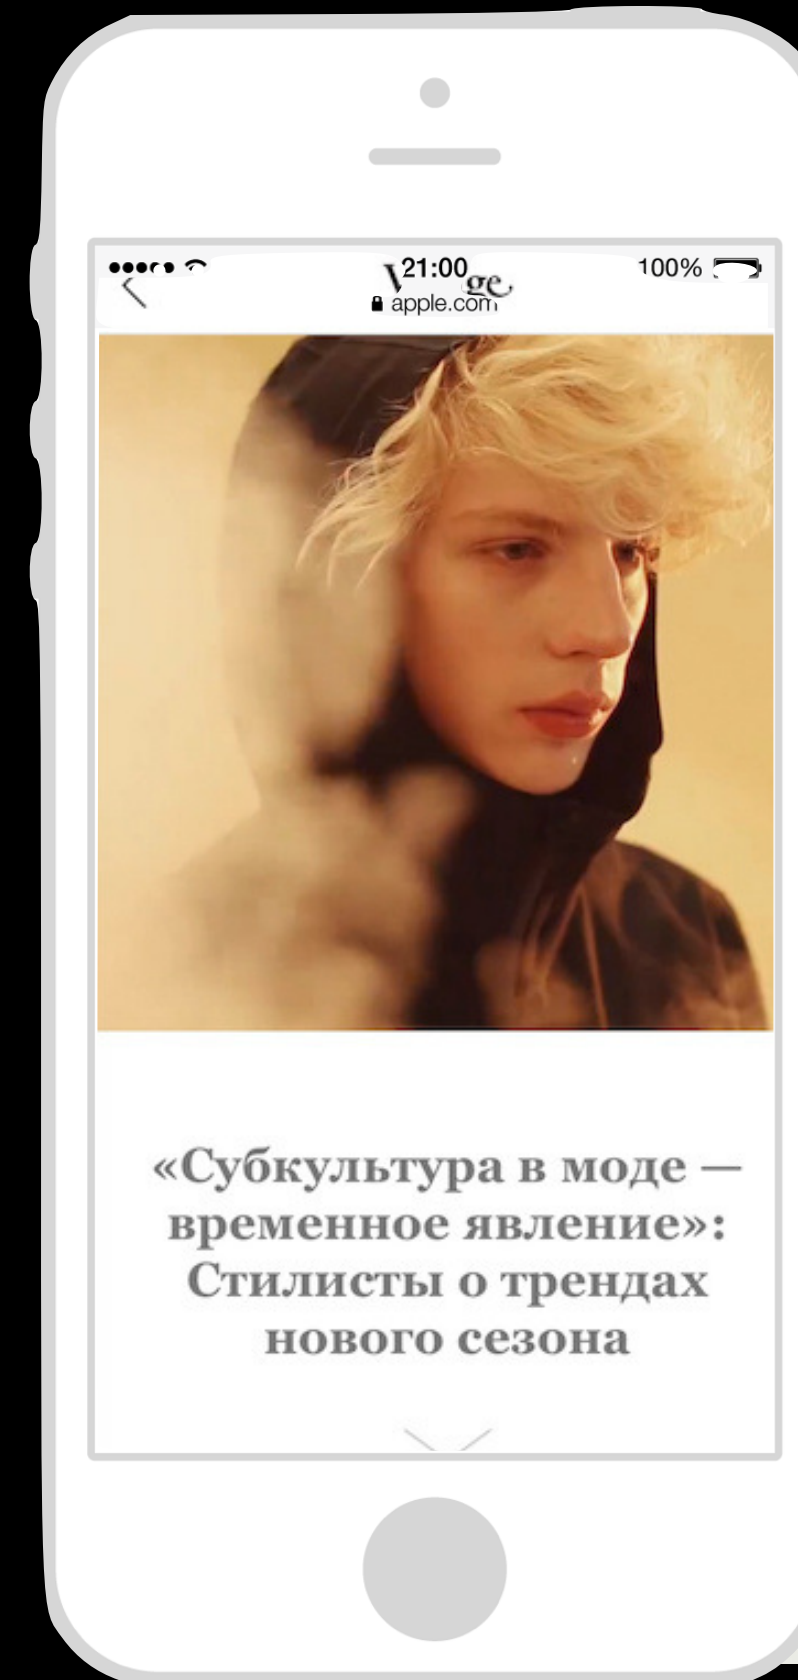 21:00
100%
apple.com
«Субкультура в моде —
временное явление»:
Стилисты о трендах
нового сезона